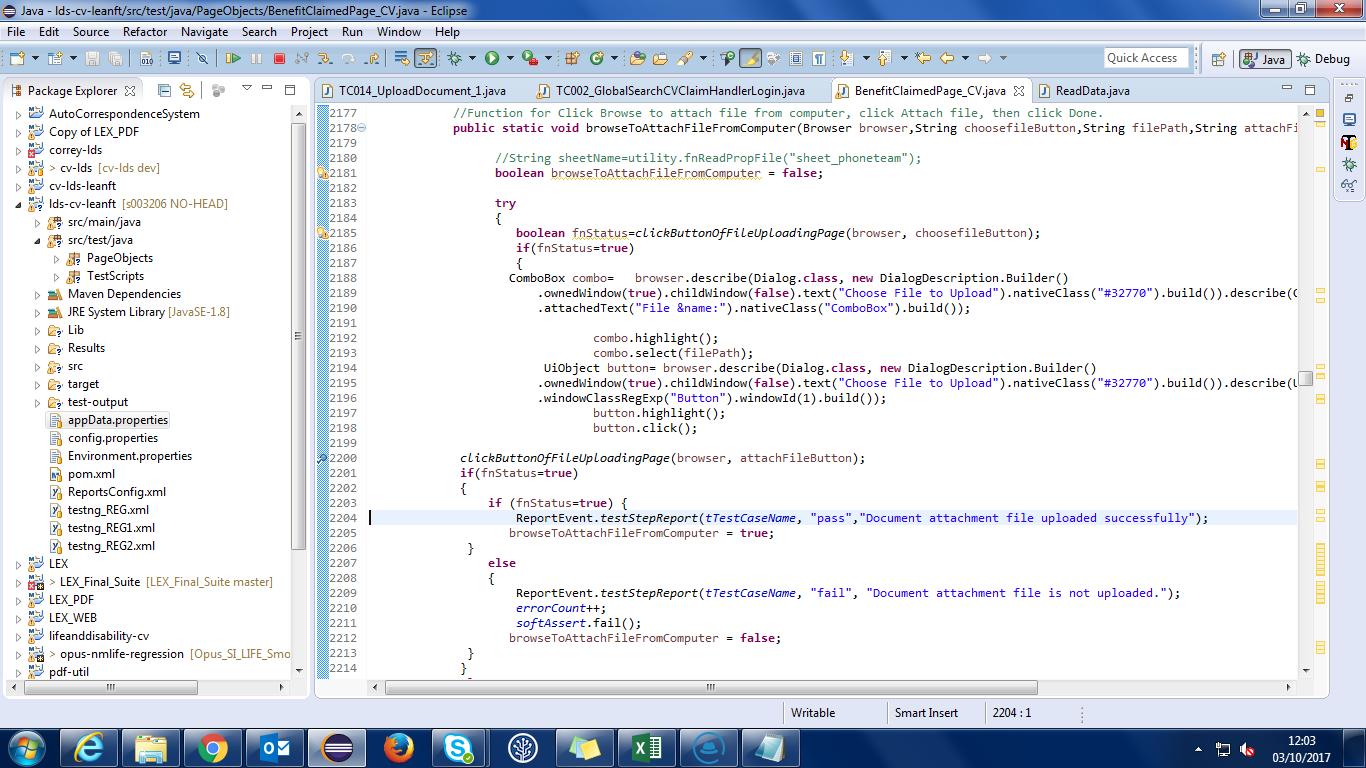 Java - lds-cv-leanft/src/test/java/PageObjects/BenefitClaimedPage_CV.java - Eclipse
File Edit Source Refactor Navigate Search Project Run Window Help
Quick Access
Java
Debug
Package Explorer
TC014_UploadDocument_1.java
TC002_GlobalSearchCVClaimHandlerLogin.java
BenefitClaimedPage_CV.java
ReadData.java
AutoCorrespondenceSystem
Copy of LEX_PDF
correy-lds
> cv-lds [cv-lds dev]
cv-lds-leanft
lds-cv-leanft [s003206 NO-HEAD]
src/main/java
src/test/java
PageObjects
TestScripts
Maven Dependencies
JRE System Library [JavaSE-1.8]
Lib
Results
src
target
test-output
appData.properties
config.properties
Environment.properties
pom.xml
ReportsConfig.xml
testng_REG.xml
testng_REG1.xml
testng_REG2.xml
LEX
> LEX_Final_Suite [LEX_Final_Suite master]
LEX_PDF
LEX_WEB
lifeanddisability-cv
> opus-nmlife-regression [Opus_SI_LIFE_Smo
pdf-util
2177 //Function for Click Browse to attach file from computer, click Attach file, then click Done.
2178 public static void browseToAttachFileFromComputer(Browser browser,String choosefileButton,String filePath,String attachFi
2179
2180 //String sheetName=utility.fnReadPropFile("sheet_phoneteam");
2181 boolean browseToAttachFileFromComputer = false;
2182
2183 try
2184 {
2185 boolean fnStatus=clickButtonOfFileUploadingPage(browser, choosefileButton);
2186 if(fnStatus=true)
2187 {
2188 ComboBox combo= browser.describe(Dialog.class, new DialogDescription.Builder()
2189 .ownedWindow(true).childWindow(false).text("Choose File to Upload").nativeClass("#32770").build()).describe(C
2190 .attachedText("File &name:").nativeClass("ComboBox").build());
2191
2192 combo.highlight();
2193 combo.select(filePath);
2194 UiObject button= browser.describe(Dialog.class, new DialogDescription.Builder()
2195 .ownedWindow(true).childWindow(false).text("Choose File to Upload").nativeClass("#32770").build()).describe(U
2196 .windowClassRegExp("Button").windowId(1).build());
2197 button.highlight();
2198 button.click();
2199
2200 clickButtonOfFileUploadingPage(browser, attachFileButton);
2201 if(fnStatus=true)
2202 {
2203 if (fnStatus=true) {
2204 ReportEvent.testStepReport(tTestCaseName, "pass","Document attachment file uploaded successfully");
2205 browseToAttachFileFromComputer = true;
2206 }
2207 else
2208 {
2209 ReportEvent.testStepReport(tTestCaseName, "fail", "Document attachment file is not uploaded.");
2210 errorCount++;
2211 softAssert.fail();
2212 browseToAttachFileFromComputer = false;
2213 }
2214 }
Writable
Smart Insert
2204 : 1
12:03
03/10/2017